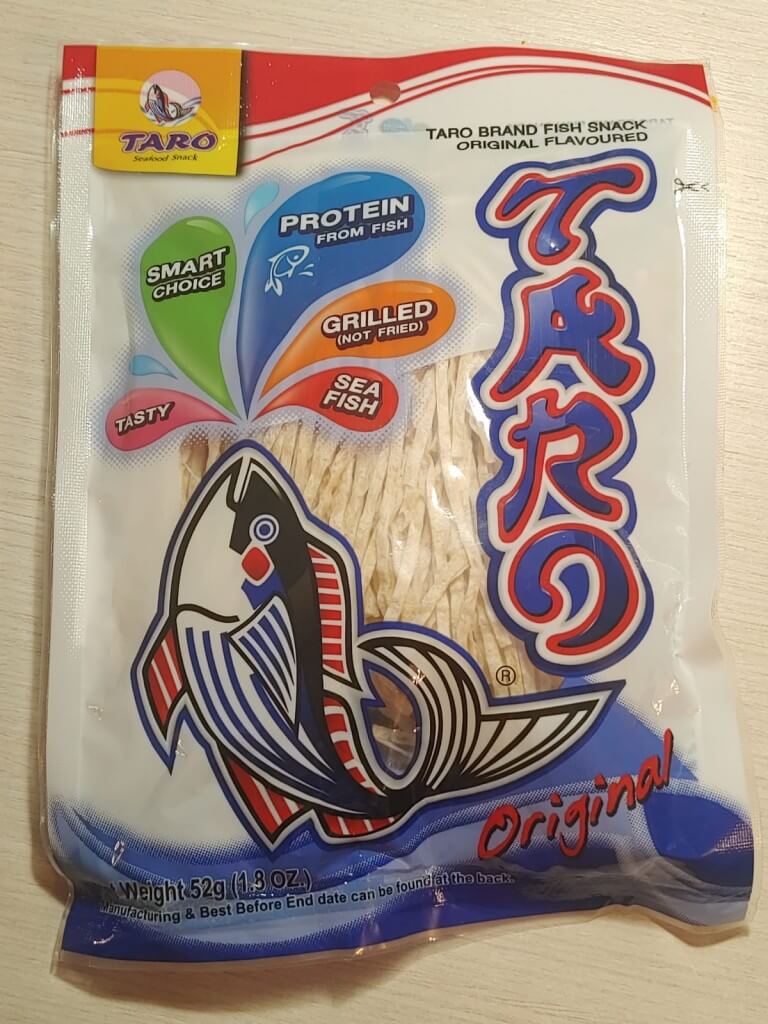 TARO
Seafood Snack
TARO BRAND FISH SNACK
ORIGINAL FLAVOURED
PROTEIN
FROM FISH
SMART
CHOICE
GRILLED
(NOT FRIED)
SEA
FISH
TASTY
TARO
®
Original
Weight 52g (1.8 OZ.)
Manufacturing & Best Before End date can be found at the back.